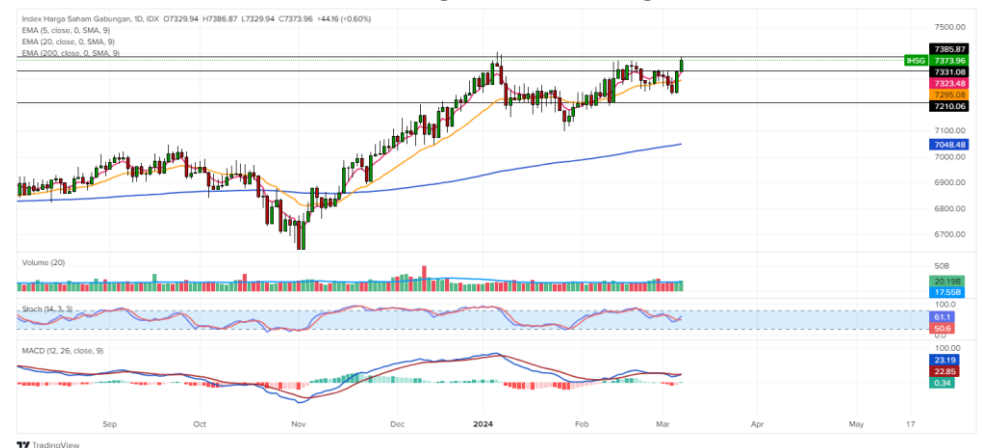 Index Harga Saham Gabungan, 1D, IDX O7329.94 H7386.87 L7329.94 C7373.96 +44.16 (+0.60%)
EMA (5, close, 0, SMA, 9)
EMA (20, close, 0, SMA, 9)
EMA (200, close, 0, SMA, 9)
7500.00
7385.87
IHSG 7373.96
7331.08
7323.48
7295.08
7210.06
7100.00
7048.48
7000.00
6900.00
6800.00
6700.00
Volume (20)
50B
20.19B
17.55B
Stoch (14, 3, 3)
100.0
61.1
50.6
0.0
MACD (12, 26, close, 9)
100.00
23.19
22.85
0.34
Sep Oct Nov Dec 2024 Feb Mar Apr May 17
TradingView